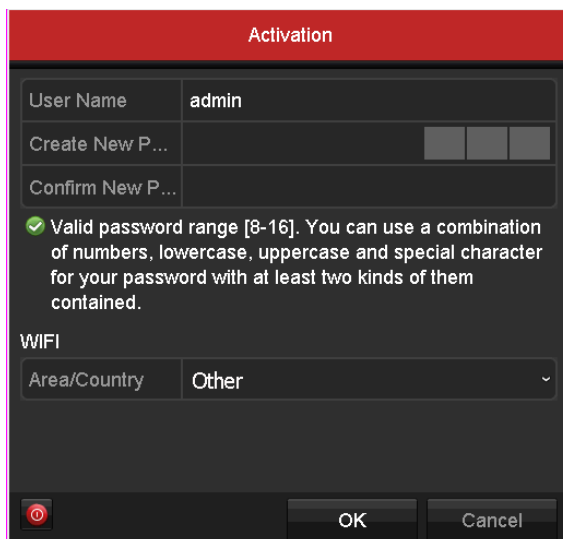 Activation
User Name admin
Create New P...
Confirm New P...
Valid password range [8-16]. You can use a combination
of numbers, lowercase, uppercase and special character
for your password with at least two kinds of them
contained.
WIFI
Area/Country Other
OK Cancel